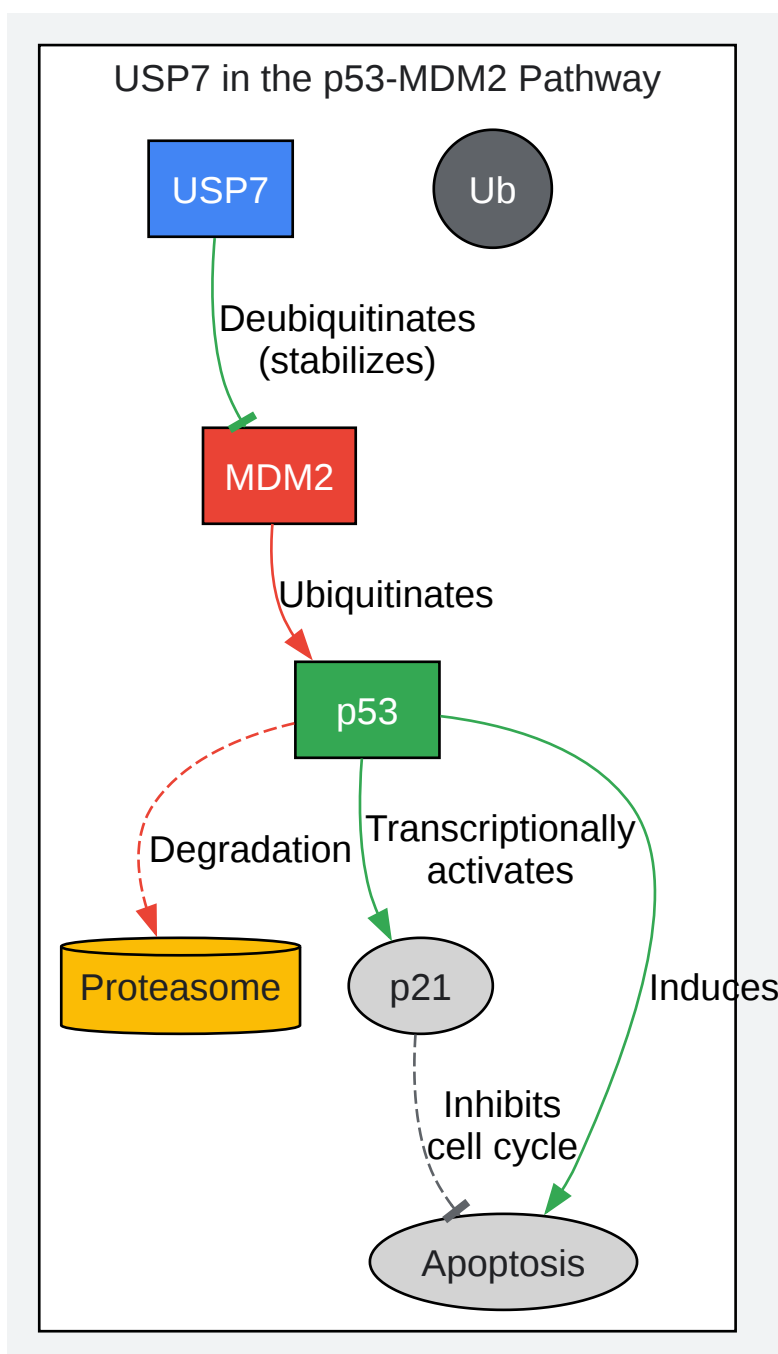 USP7 in the p53-MDM2 Pathway
USP7
Ub
Deubiquitinates
(stabilizes)
MDM2
Ubiquitinates
p53
Degradation
Transcriptionally
activates
Proteasome
p21
Induces
Inhibits
cell cycle
Apoptosis